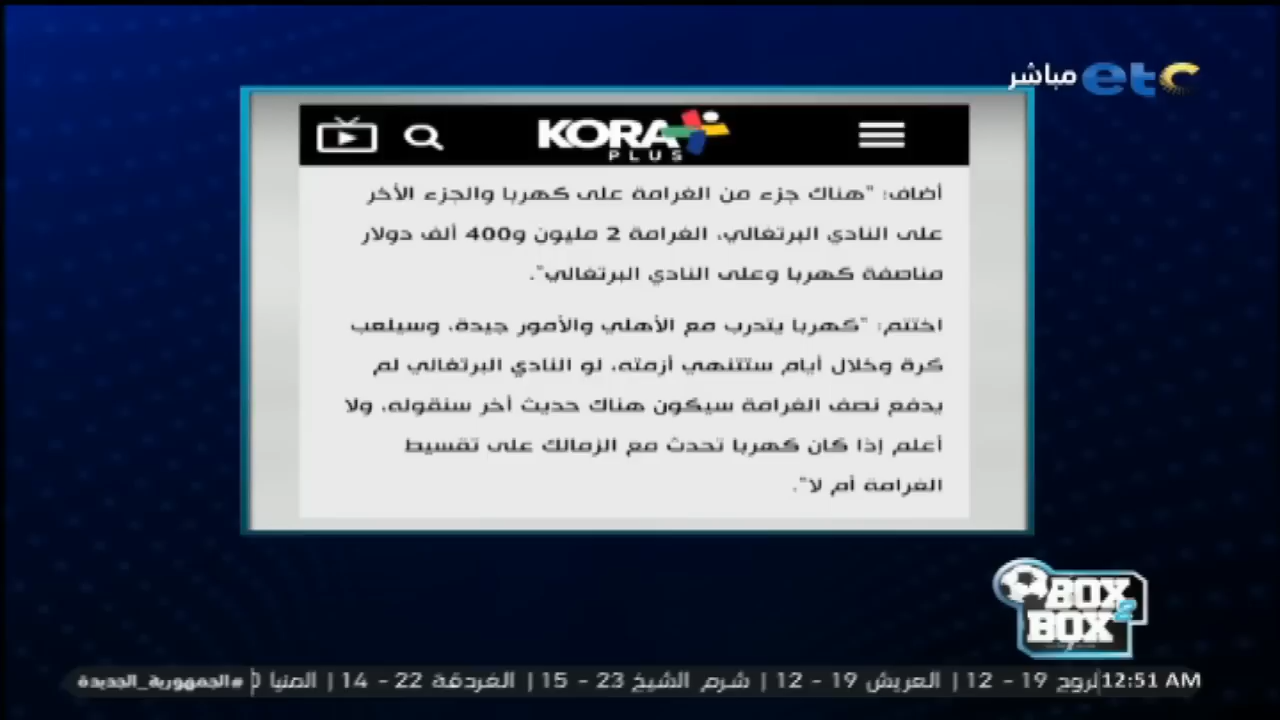 etc مباشر
KORA
PLUS
أضاف: "هناك جزء من الغرامة على كهربا والجزء الأخر
على النادي البرتغالي، الغرامة 2 مليون و400 ألف دولار
مناصفة كهربا وعلى النادي البرتغالي".
اختتم: "كهربا يتدرب مع الأهلي والأمور جيدة، وسيلعب
كرة وخلال أيام ستنتهي أزمته، لو النادي البرتغالي لم
يدفع نصف الغرامة سيكون هناك حديث أخر سنقوله، ولا
أعلم إذا كان كهربا تحدث مع الزمالك على تقسيط
الغرامة أم لا".
BOX
2
BOX
12:51 AM لروح 19 - 12 | العريش 19 - 12 | شرم الشيخ 23 - 15 | الغردقة 22 - 14 | المنيا #الجمهورية_الجديدة